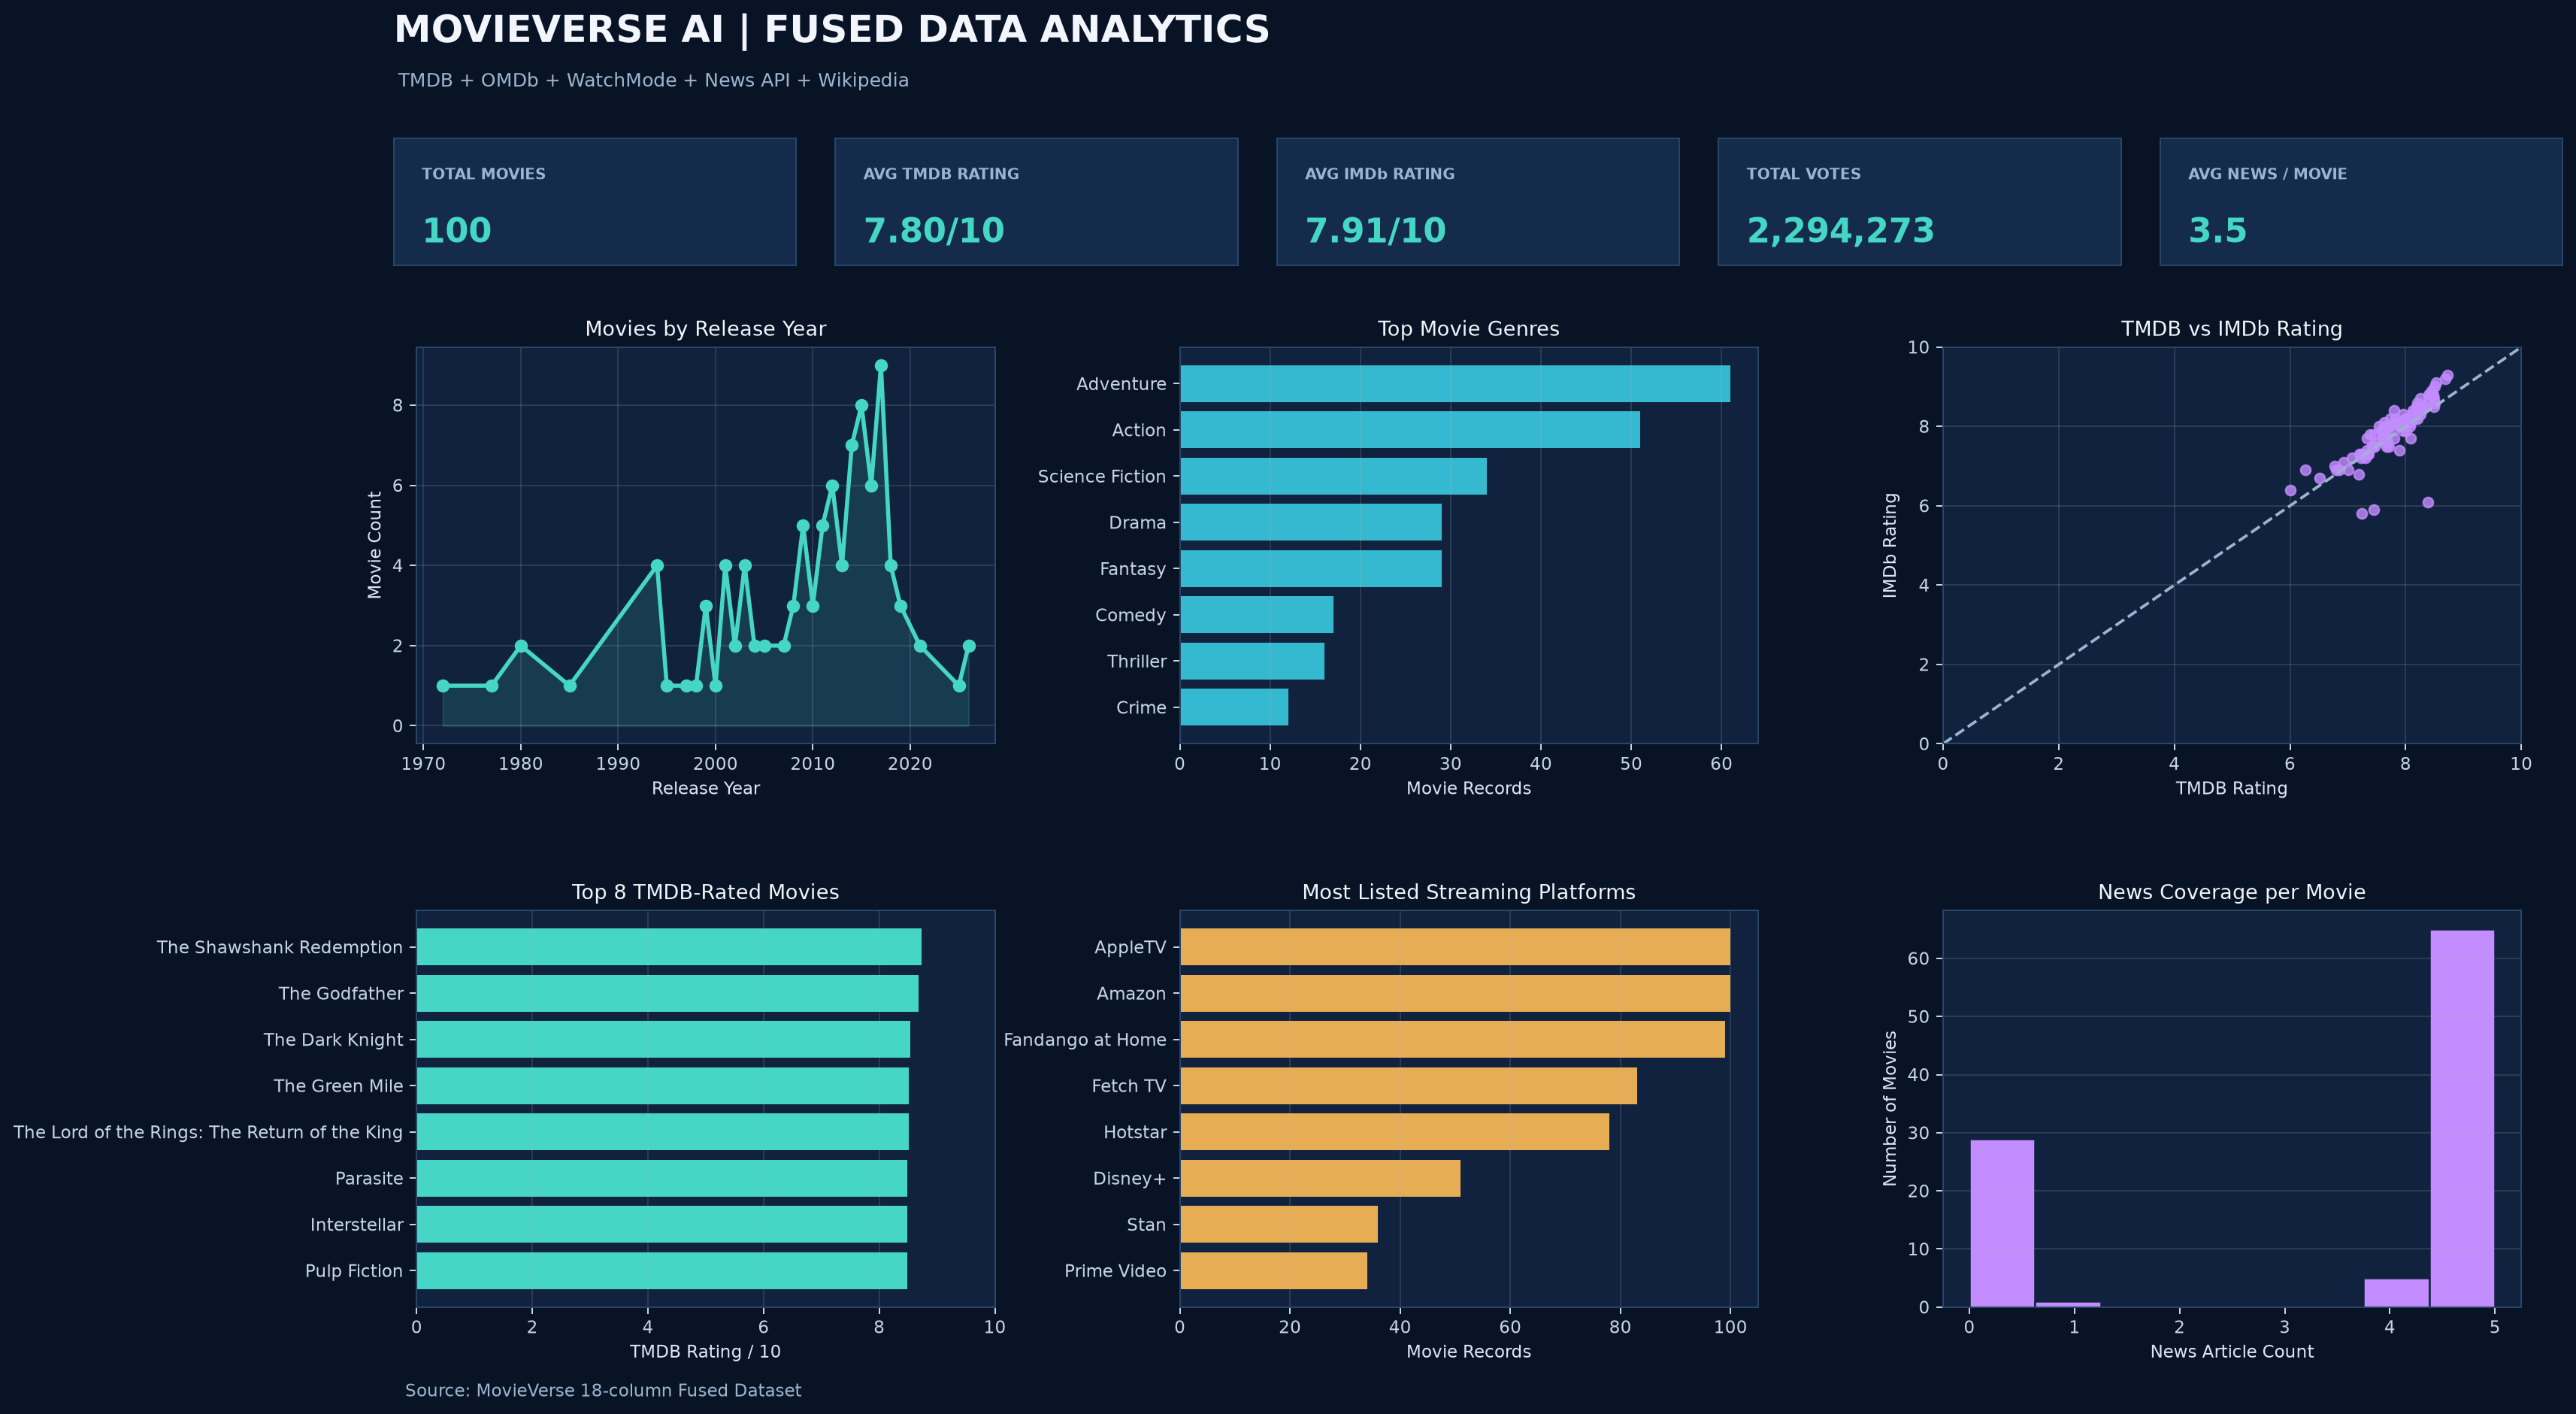 MOVIEVERSE AI | FUSED DATA ANALYTICS
TMDB + OMDb + WatchMode + News API + Wikipedia
TOTAL MOVIES
100
AVG TMDB RATING
7.80/10
AVG IMDb RATING
7.91/10
TOTAL VOTES
2,294,273
AVG NEWS / MOVIE
3.5
Movies by Release Year
Movie Count
8
6
4
2
0
1970 1980 1990 2000 2010 2020
Release Year
Top Movie Genres
Adventure
Action
Science Fiction
Drama
Fantasy
Comedy
Thriller
Crime
0 10 20 30 40 50 60
Movie Records
TMDB vs IMDb Rating
IMDb Rating
10
8
6
4
2
0
0 2 4 6 8 10
TMDB Rating
Top 8 TMDB-Rated Movies
The Shawshank Redemption
The Godfather
The Dark Knight
The Green Mile
The Lord of the Rings: The Return of the King
Parasite
Interstellar
Pulp Fiction
0 2 4 6 8 10
TMDB Rating / 10
Most Listed Streaming Platforms
AppleTV
Amazon
Fandango at Home
Fetch TV
Hotstar
Disney+
Stan
Prime Video
0 20 40 60 80 100
Movie Records
News Coverage per Movie
Number of Movies
60
50
40
30
20
10
0
0 1 2 3 4 5
News Article Count
Source: MovieVerse 18-column Fused Dataset